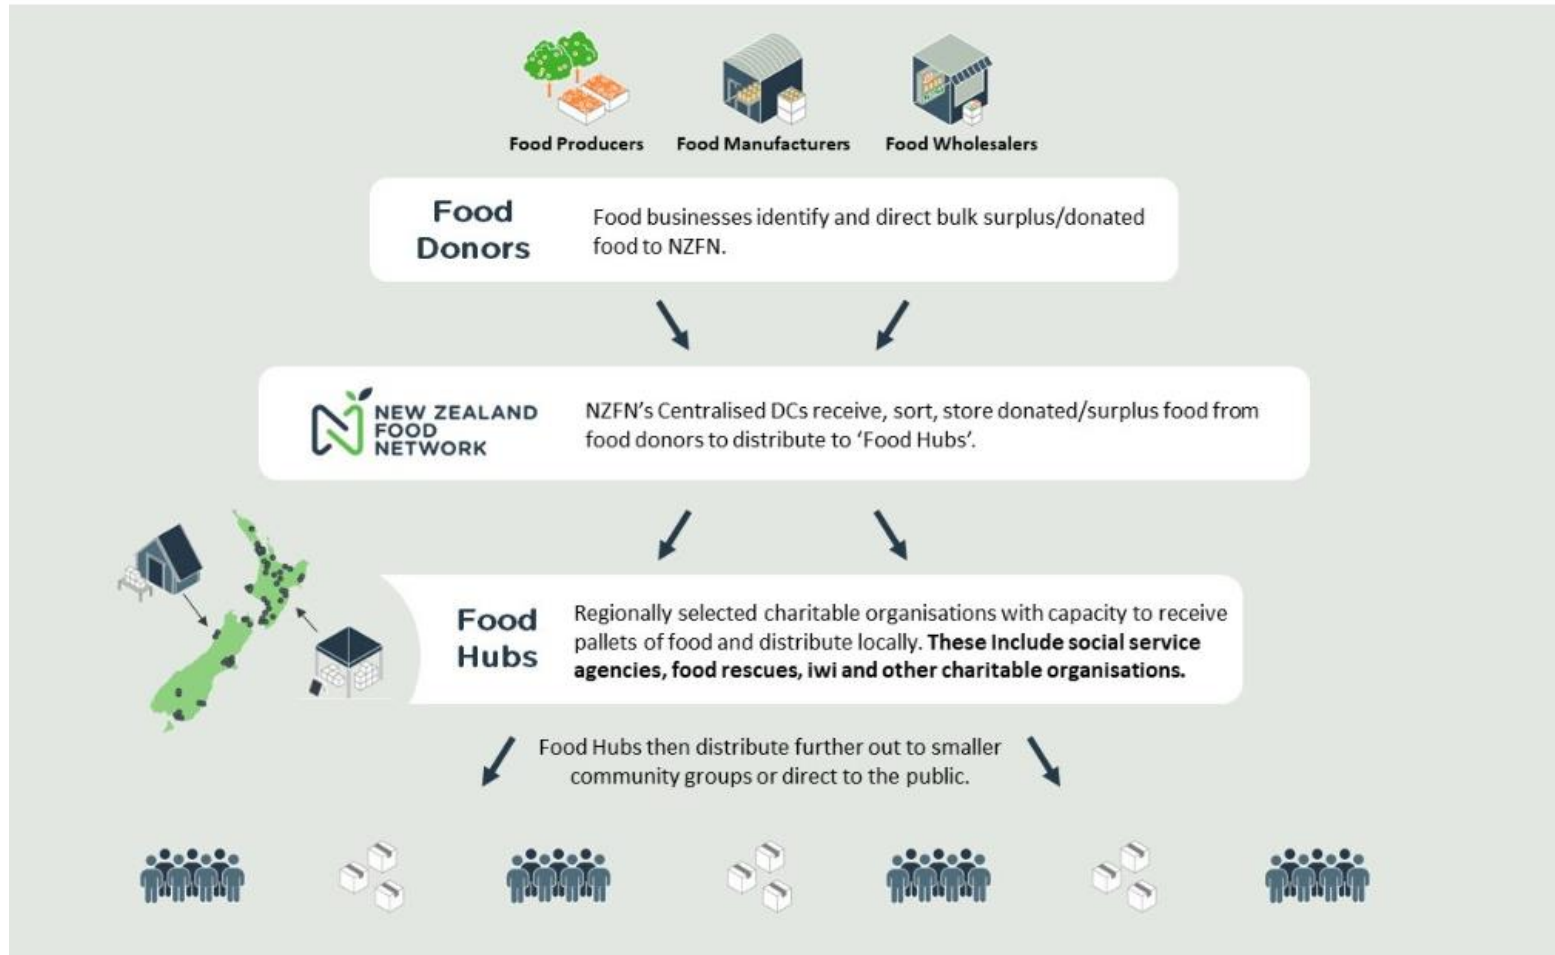 Food Producers
Food Manufacturers
Food Wholesalers
Food
Donors
Food businesses identify and direct bulk surplus/donated
food to NZFN.
NEW ZEALAND
FOOD
NETWORK
NZFN’s Centralised DCs receive, sort, store donated/surplus food from
food donors to distribute to ‘Food Hubs’.
Food
Hubs
Regionally selected charitable organisations with capacity to receive
pallets of food and distribute locally. These Include social service
agencies, food rescues, iwi and other charitable organisations.
Food Hubs then distribute further out to smaller
community groups or direct to the public.